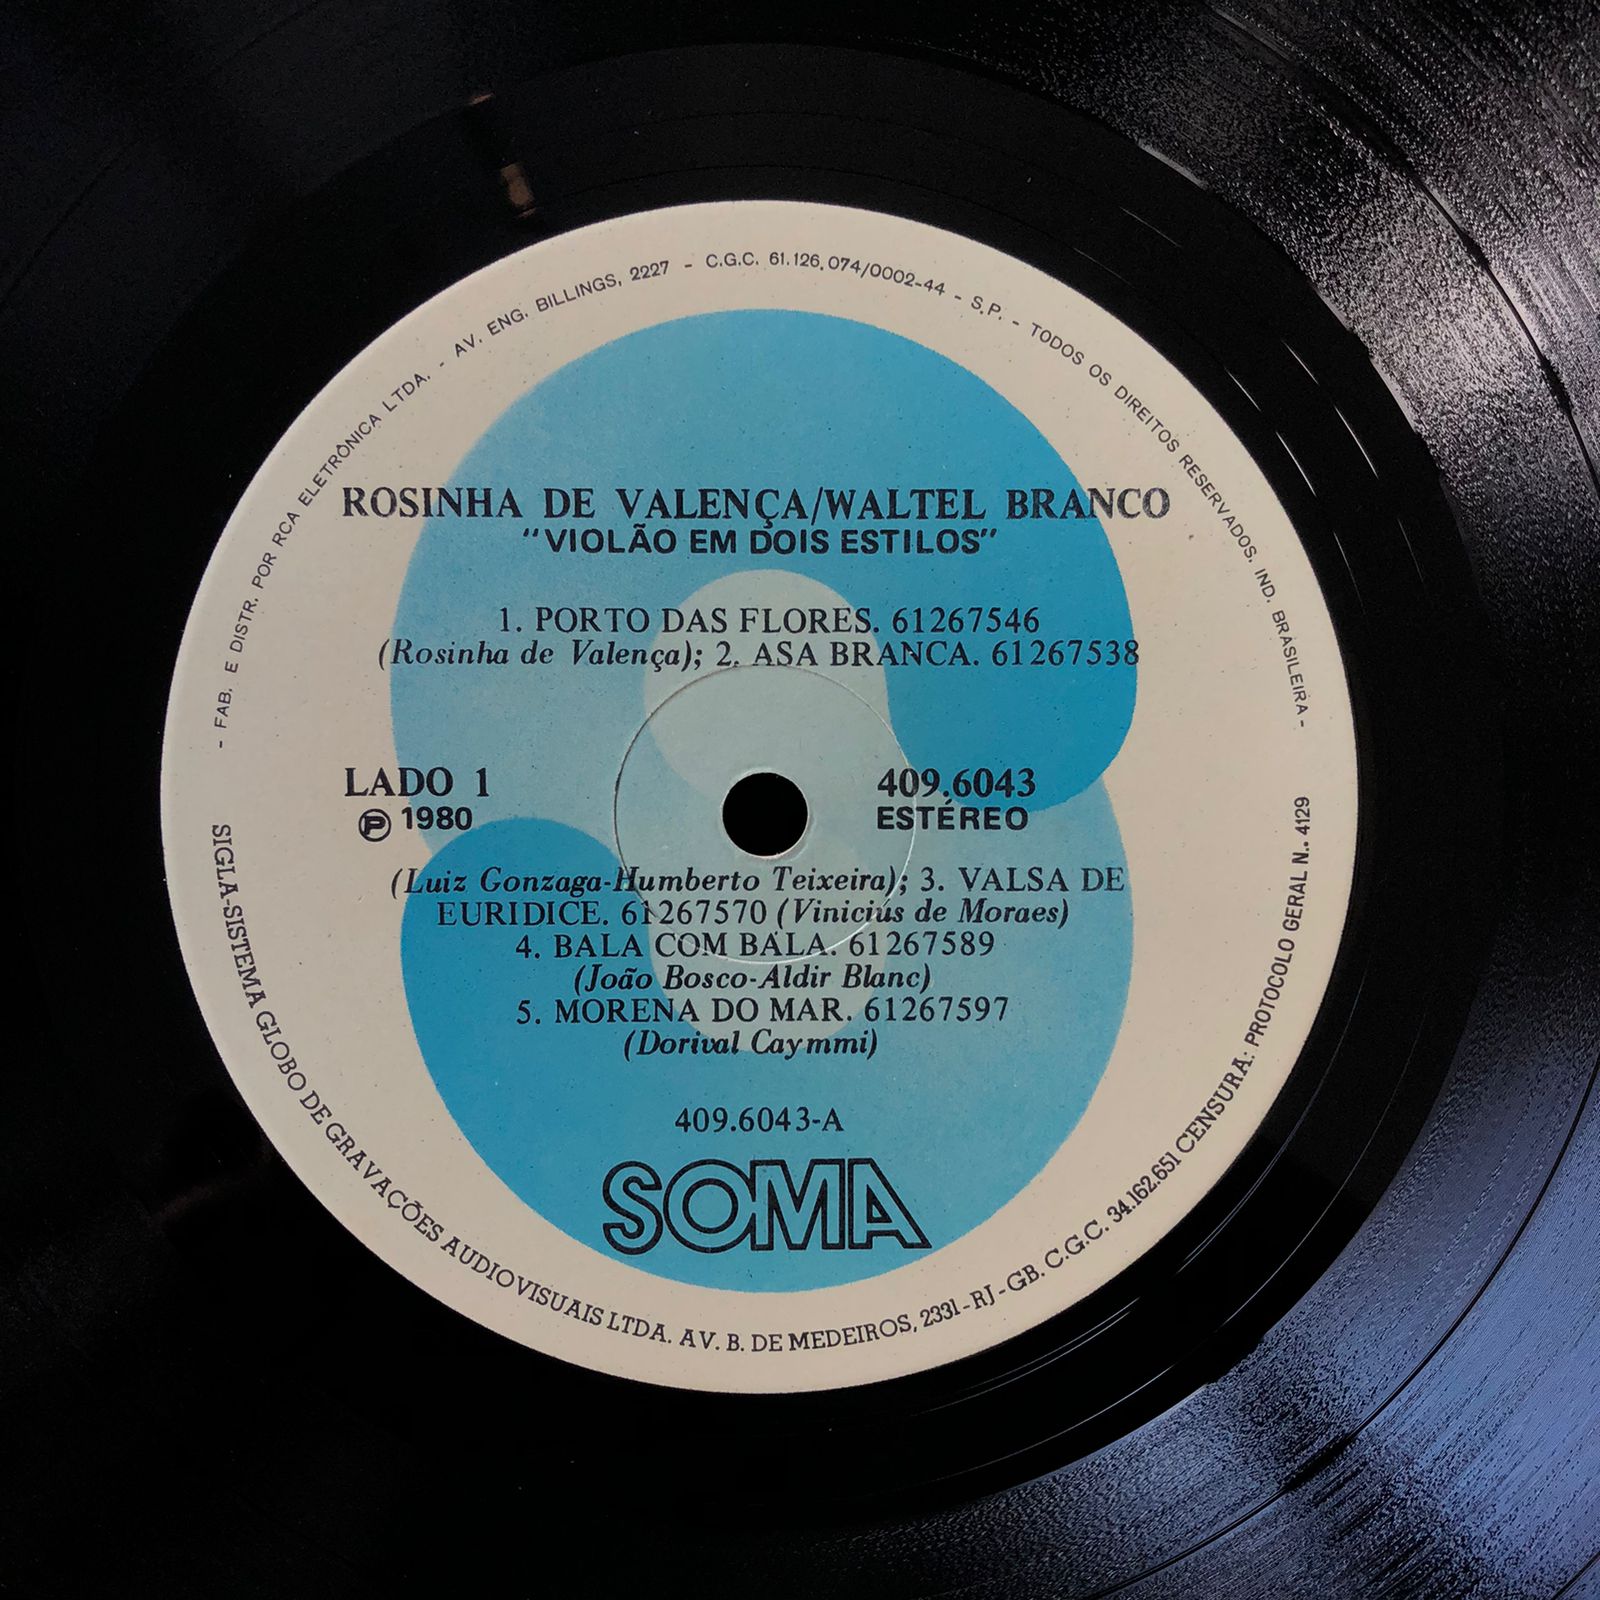 - FAB. E DISTR. POR RCA ELETRÔNICA LTDA. - AV. ENG. BILLINGS, 2227 - C.G.C. 61.126.074/0002-44 - S.P. - TODOS OS DIREITOS RESERVADOS. IND. BRASILEIRA -
ROSINHA DE VALENÇA/WALTEL BRANCO
"VIOLÃO EM DOIS ESTILOS"
1. PORTO DAS FLORES. 61267546
(Rosinha de Valença); 2. ASA BRANCA. 61267538
LADO 1
℗ 1980
409.6043
ESTÉREO
(Luiz Gonzaga-Humberto Teixeira); 3. VALSA DE
EURIDICE. 61267570 (Vinicius de Moraes)
4. BALA COM BALA. 61267589
(João Bosco-Aldir Blanc)
5. MORENA DO MAR. 61267597
(Dorival Caymmi)
409.6043-A
SOMA
SIGLA-SISTEMA GLOBO DE GRAVAÇÕES AUDIOVISUAIS LTDA. AV. B. DE MEDEIROS, 2331-RJ-GB. C.G.C. 34.162.651 CENSURA: PROTOCOLO GERAL N.. 4129